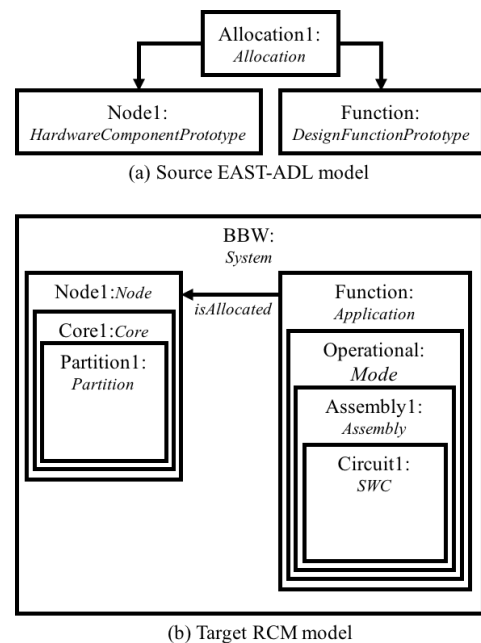 Allocation1:
Allocation
Node1:
HardwareComponentPrototype
Function:
DesignFunctionPrototype
(a) Source EAST-ADL model
BBW:
System
Node1:Node
Core1:Core
Partition1:
Partition
isAllocated
Function:
Application
Operational:
Mode
Assembly1:
Assembly
Circuit1:
SWC
(b) Target RCM model